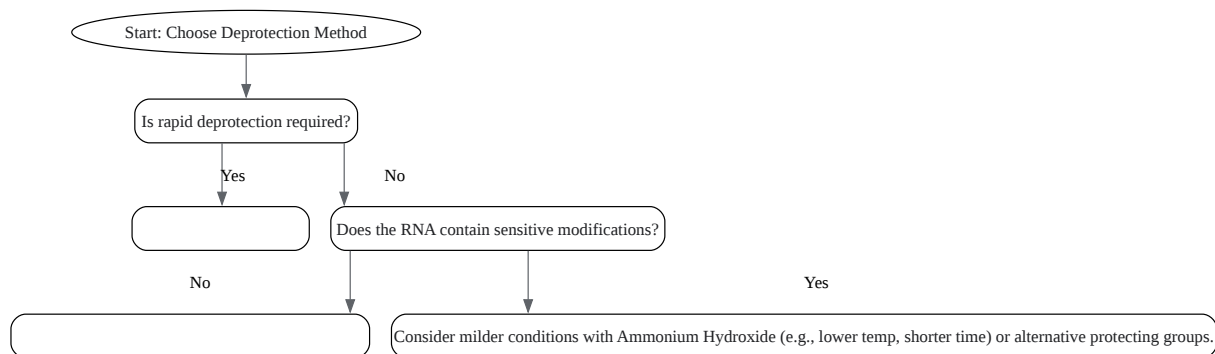 Start: Choose Deprotection Method
Is rapid deprotection required?
Yes
No
Does the RNA contain sensitive modifications?
No
Yes
Consider milder conditions with Ammonium Hydroxide (e.g., lower temp, shorter time) or alternative protecting groups.